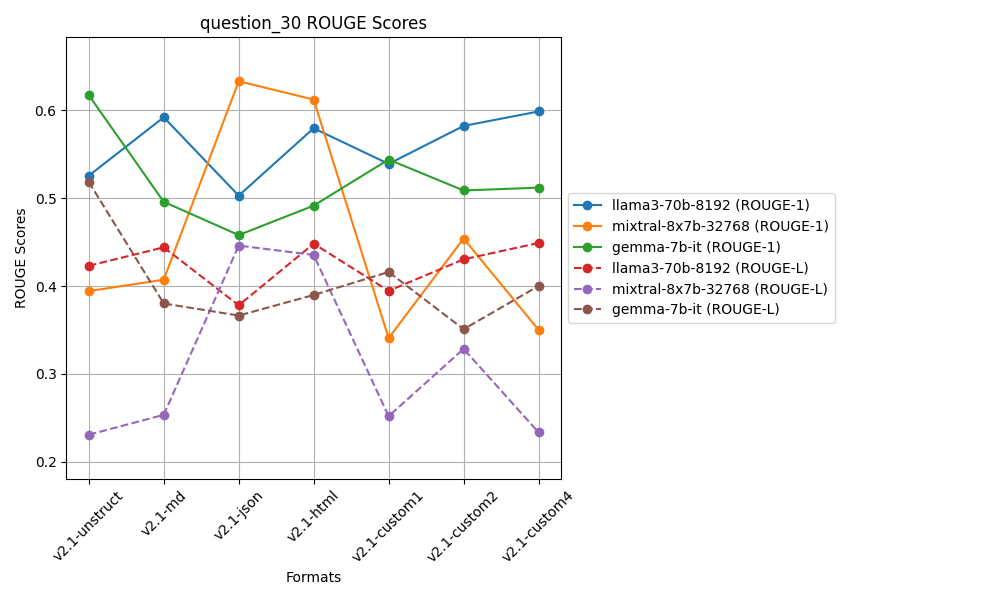 question_30 ROUGE Scores
ROUGE Scores
0.6
0.5
0.4
0.3
0.2
v2.1-unstruct
v2.1-md
v2.1-json
v2.1-html
v2.1-custom1
v2.1-custom2
v2.1-custom4
Formats
llama3-70b-8192 (ROUGE-1)
mixtral-8x7b-32768 (ROUGE-1)
gemma-7b-it (ROUGE-1)
llama3-70b-8192 (ROUGE-L)
mixtral-8x7b-32768 (ROUGE-L)
gemma-7b-it (ROUGE-L)